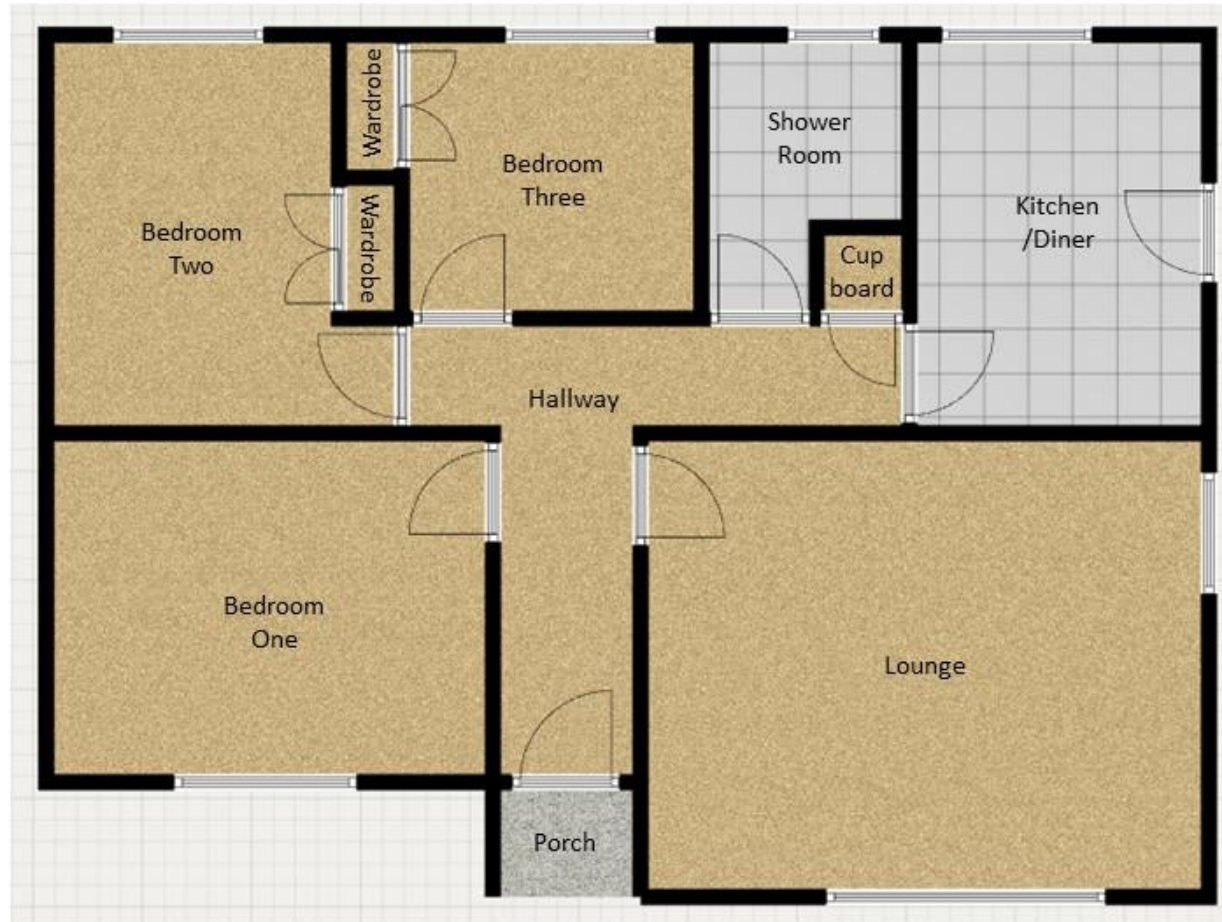 Wardrobe
Bedroom
Three
Shower
Room
Bedroom
Two
Wardrobe
Kitchen
/Diner
Cup
board
Hallway
Bedroom
One
Lounge
Porch